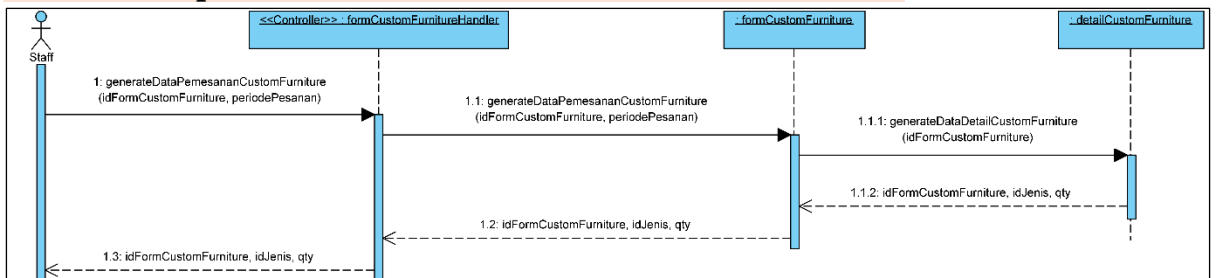 <<Controller>> : formCustomFurnitureHandler
: formCustomFurniture
: detailCustomFurniture
Staff
1: generateDataPemesananCustomFurniture
(idFormCustomFurniture, periodePesanan)
1.1: generateDataPemesananCustomFurniture
(idFormCustomFurniture, periodePesanan)
1.1.1: generateDataDetailCustomFurniture
(idFormCustomFurniture)
1.1.2: idFormCustomFurniture, idJenis, qty
1.2: idFormCustomFurniture, idJenis, qty
1.3: idFormCustomFurniture, idJenis, qty